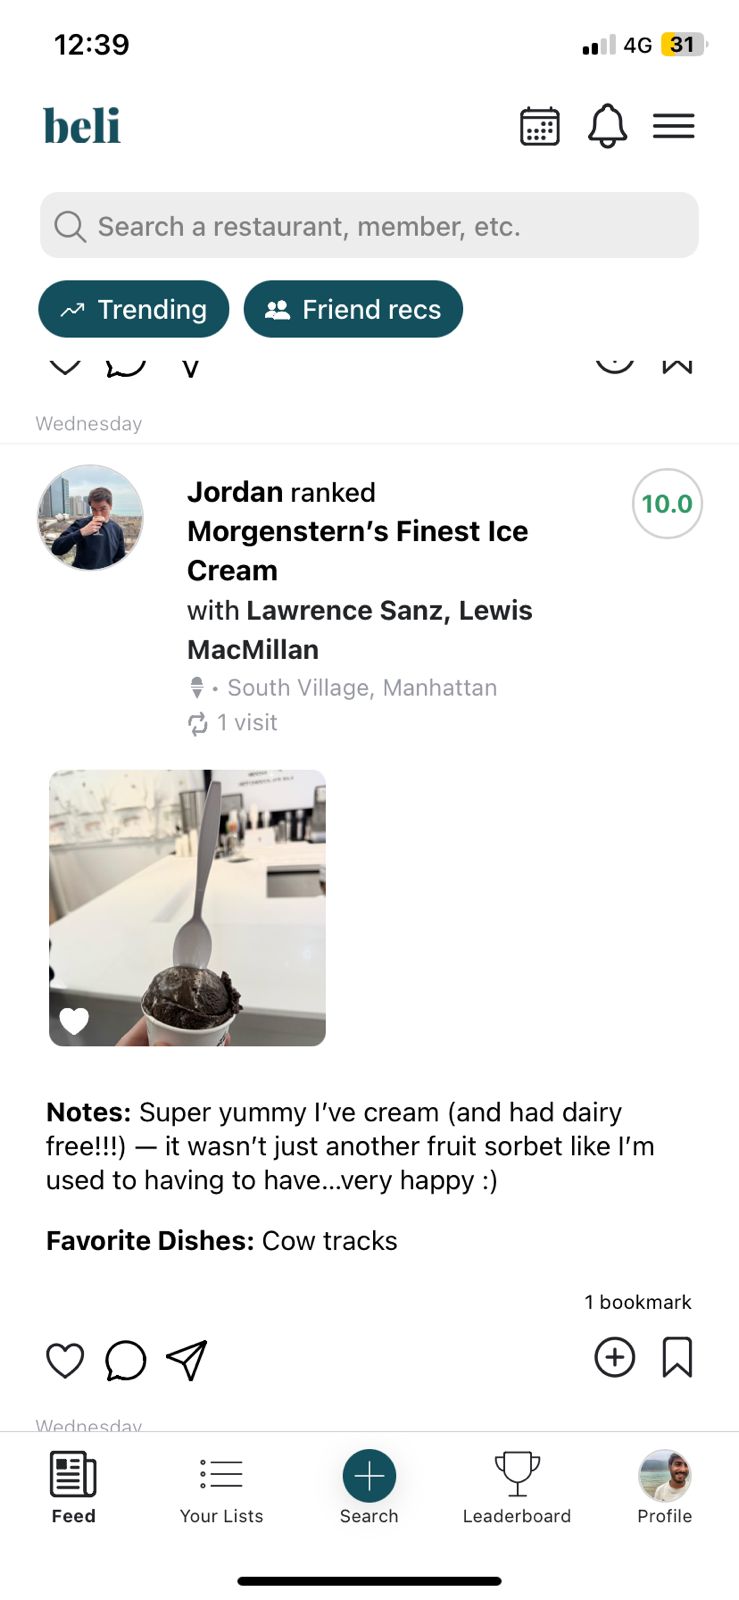 12:39
4G 31
beli
Search a restaurant, member, etc.
Trending
Friend recs
Wednesday
Jordan ranked
Morgenstern’s Finest Ice
Cream
with Lawrence Sanz, Lewis
MacMillan
10.0
• South Village, Manhattan
1 visit
Notes: Super yummy I’ve cream (and had dairy
free!!!) — it wasn’t just another fruit sorbet like I’m
used to having to have...very happy :)
Favorite Dishes: Cow tracks
1 bookmark
Wednesday
Feed
Your Lists
Search
Leaderboard
Profile